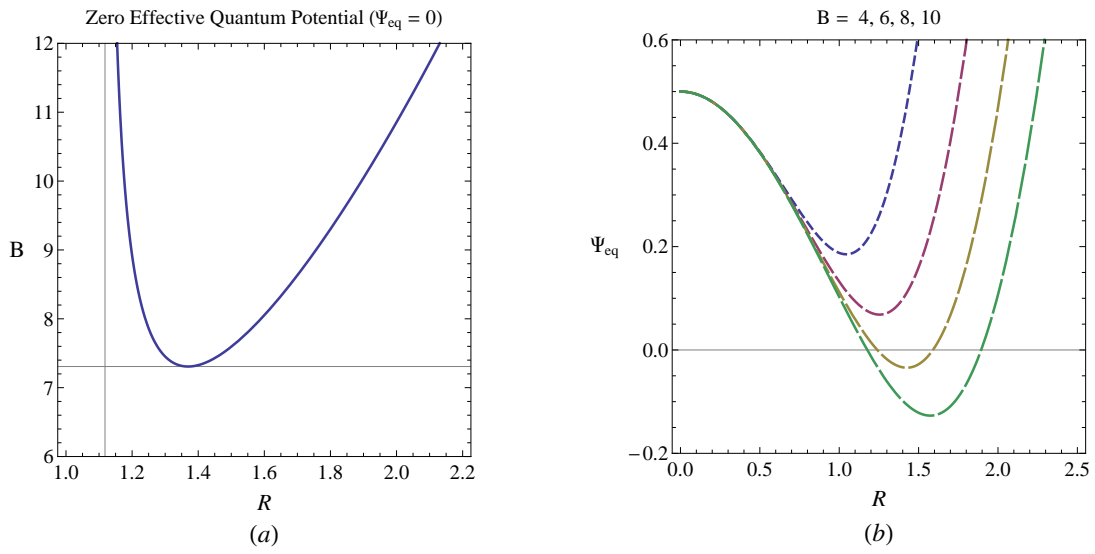 Zero Effective Quantum Potential (Ψeq = 0)
12
11
10
9
8
7
6
B
1.0 1.2 1.4 1.6 1.8 2.0 2.2
R
(a)
B = 4, 6, 8, 10
0.6
0.4
0.2
0.0
−0.2
Ψeq
0.0 0.5 1.0 1.5 2.0 2.5
R
(b)